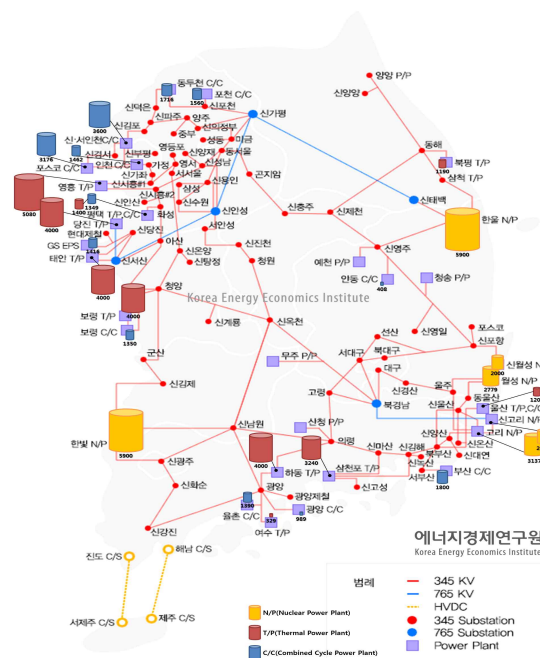 동두천 C/C
1716
포천 C/C
1560
양양 P/P
신양양
신덕은
신포천
신가평
3600
신파주
양주
신김포
신의정부
중부
미금
동해
신·서인천C/C
성동
동서울
3176
1462
신김시
신부평
영등포
신양재
북평 T/P
1190
포스코 C/C
인천 C/C
가정
영서
신성남
곤지암
삼척 T/P
신가좌
서서울
신용인
영흥 T/P
신시흥#1
신시흥#2
삼성
신태백
5080
1400
1349
신안산
신수원
신안성
신충주
신제천
한울 N/P
5900
4000
평택 T/P,C/C
화성
당진 T/P
신당진
서안성
현대제철
아산
신진천
신영주
GS EPS
1414
신온양
예천 P/P
태안 T/P
신서산
신탕정
청원
안동 C/C
408
청송 P/P
4000
청양
Korea Energy Economics Institute
4000
보령 T/P
신계룡
신옥천
보령 C/C
1350
선산
신영일
포스코
신포항
군산
무주 P/P
서대구
북대구
신월성 N/P
2000
신김제
대구
월성 N/P
2779
고령
신경산
울주
동울산
북경남
신울산
울산 T/P,C/C
한빛 N/P
5900
신남원
산청 P/P
의령
신양산
신고리 N/P
고리 N/P
3137
4000
3240
신마산
신김해
북부산
신온산
신대연
신광주
하동 T/P
삼천포 T/P
신녹산
서부산
부산 C/C
1800
신화순
광양
신고성
1390
광양제철
율촌 C/C
329
989
광양 C/C
신강진
여수 T/P
진도 C/S
해남 C/S
에너지경제연구원
Korea Energy Economics Institute
서제주 C/S
제주 C/S
범례
345 KV
765 KV
HVDC
345 Substation
765 Substation
Power Plant
N/P(Nuclear Power Plant)
T/P(Thermal Power Plant)
C/C(Combined Cycle Power Plant)